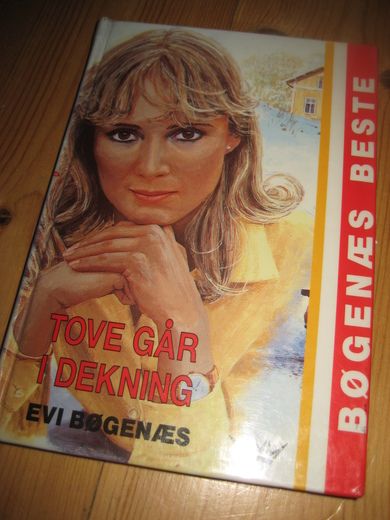 TOVE GÅR
I DEKNING
EVI BØGENÆS
BØGENÆS BESTE